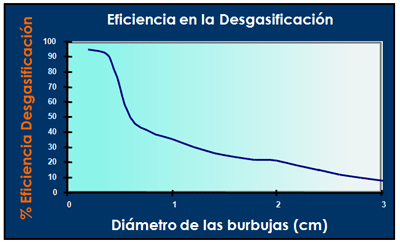 Eficiencia en la Desgasificación
% Eficiencia Desgasificación
100
90
80
70
60
50
40
30
20
10
0
0 1 2 3
Diámetro de las burbujas (cm)